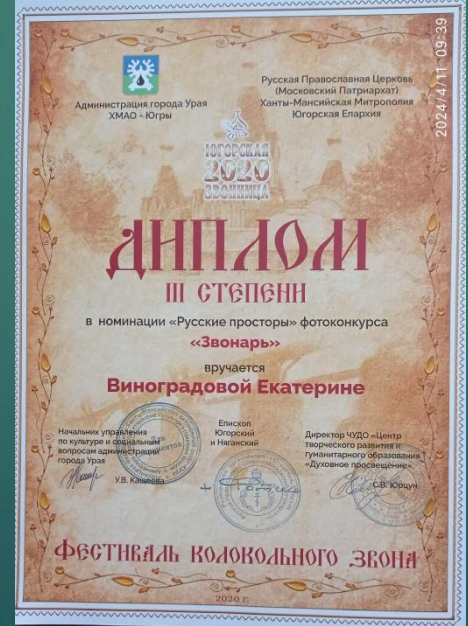 Администрация города Урая
ХМАО - Югры
Русская Православная Церковь
(Московский Патриархат)
Ханты-Мансийская Митрополия
Югорская Епархия
2024/4/11 09:39
ЮГОРСКАЯ
2020
ЗВОННИЦА
ДИПЛОМ
III СТЕПЕНИ
в номинации «Русские просторы» фотоконкурса
«Звонарь»
вручается
Виноградовой Екатерине
Начальник управления
по культуре и социальным
вопросам администрации
города Урая
У.В. Кащеева
Епископ
Югорский
и Няганский
Директор ЧУДО «Центр
творческого развития и
гуманитарного образования
«Духовное просвещение»
С.В. Юрцун
ФЕСТИВАЛЬ КОЛОКОЛЬНОГО ЗВОНА
2020 г.